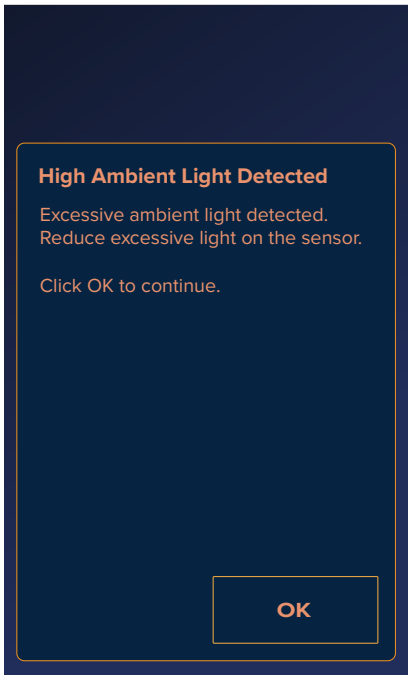 High Ambient Light Detected
Excessive ambient light detected.
Reduce excessive light on the sensor.
Click OK to continue.
OK